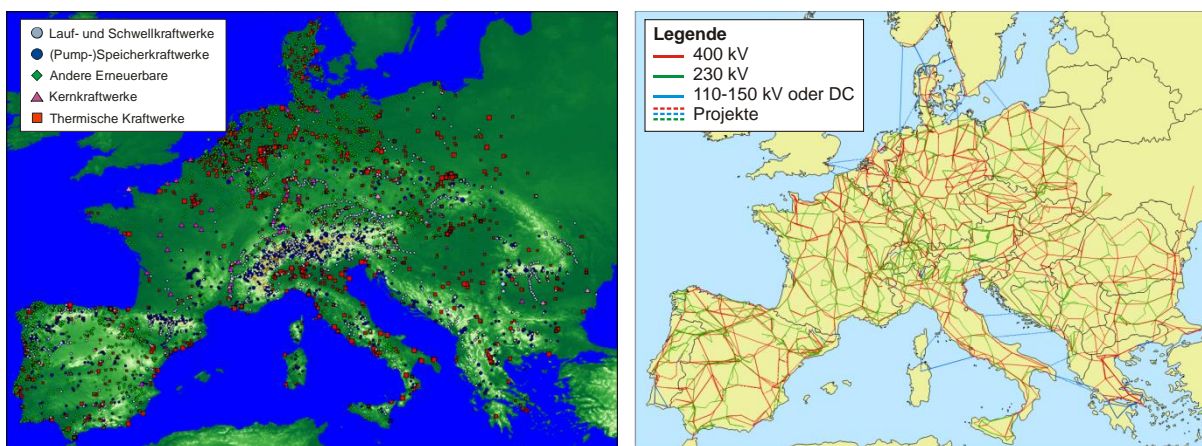 Lauf- und Schwellkraftwerke
(Pump-)Speicherkraftwerke
Andere Erneuerbare
Kernkraftwerke
Thermische Kraftwerke
Legende
400 kV
230 kV
110-150 kV oder DC
Projekte